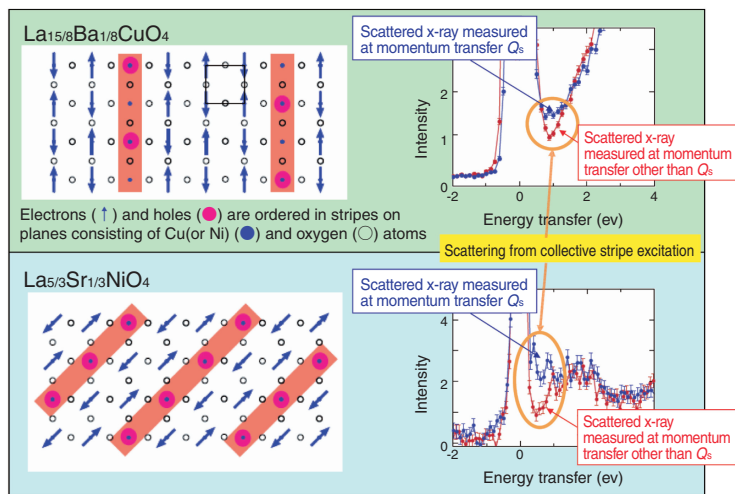 La15/8Ba1/8CuO4
Scattered x-ray measured
at momentum transfer Qs
3
2
1
0
Intensity
-2 0 2 4
Energy transfer (ev)
Scattered x-ray
measured at momentum
transfer other than Qs
Electrons ( ↑ ) and holes ( ) are ordered in stripes on
planes consisting of Cu(or Ni) ( ) and oxygen ( ) atoms
Scattering from collective stripe excitation
La5/3Sr1/3NiO4
Scattered x-ray measured
at momentum transfer Qs
4
2
0
Intensity
-2 0 2 4
Energy transfer (ev)
Scattered x-ray
measured at momentum
transfer other than Qs